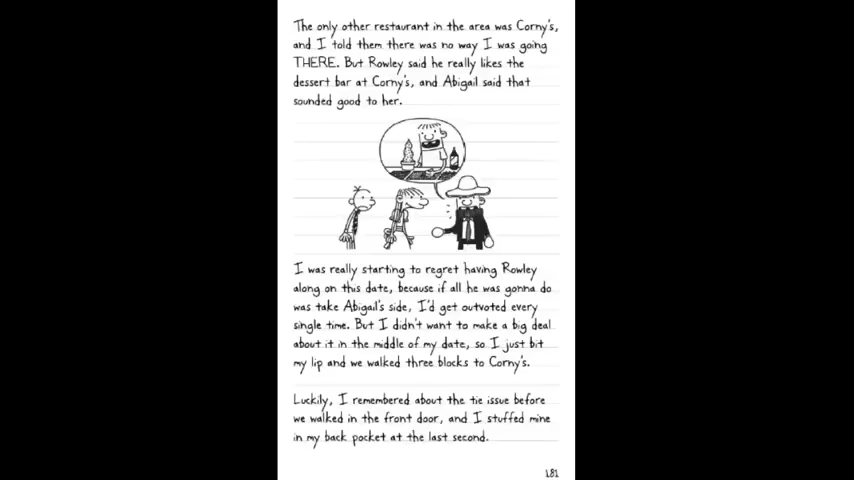 The only other restaurant in the area was Corny's,
and I told them there was no way I was going
THERE. But Rowley said he really likes the
dessert bar at Corny's, and Abigail said that
sounded good to her.
I was really starting to regret having Rowley
along on this date, because if all he was gonna do
was take Abigail's side, I'd get outvoted every
single time. But I didn't want to make a big deal
about it in the middle of my date, so I just bit
my lip and we walked three blocks to Corny's.
Luckily, I remembered about the tie issue before
we walked in the front door, and I stuffed mine
in my back pocket at the last second.
181